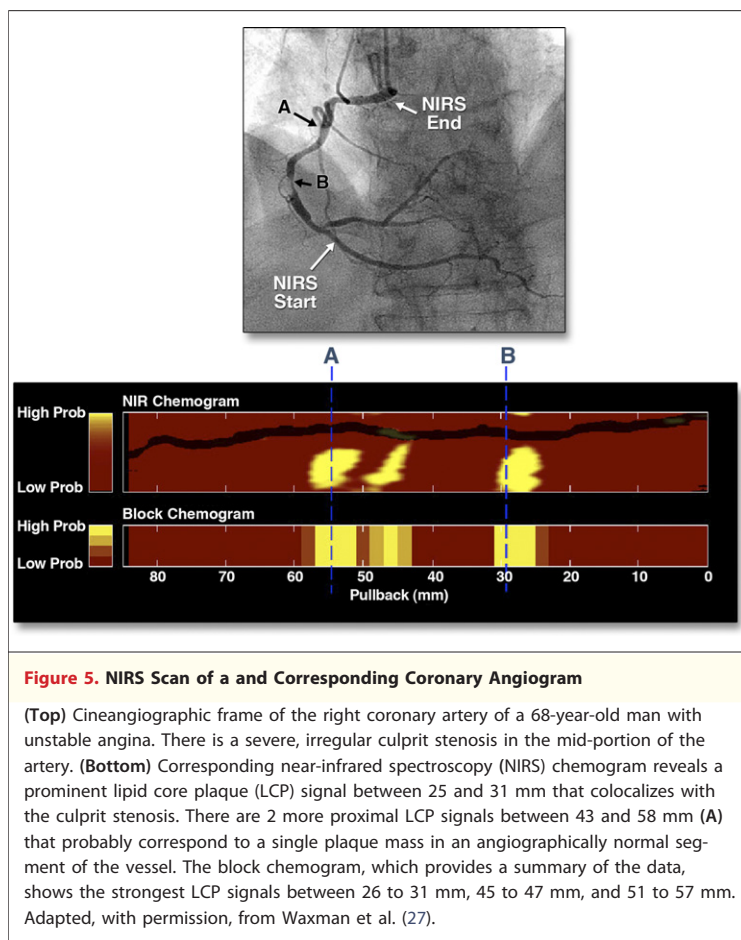 A
NIRS
End
B
NIRS
Start
A B
NIR Chemogram
High Prob
Low Prob
Block Chemogram
High Prob
Low Prob
80 70 60 50 40 30 20 10 0
Pullback (mm)
Figure 5. NIRS Scan of a and Corresponding Coronary Angiogram
(Top) Cineangiographic frame of the right coronary artery of a 68-year-old man with
unstable angina. There is a severe, irregular culprit stenosis in the mid-portion of the
artery. (Bottom) Corresponding near-infrared spectroscopy (NIRS) chemogram reveals a
prominent lipid core plaque (LCP) signal between 25 and 31 mm that colocalizes with
the culprit stenosis. There are 2 more proximal LCP signals between 43 and 58 mm (A)
that probably correspond to a single plaque mass in an angiographically normal seg-
ment of the vessel. The block chemogram, which provides a summary of the data,
shows the strongest LCP signals between 26 to 31 mm, 45 to 47 mm, and 51 to 57 mm.
Adapted, with permission, from Waxman et al. (27).